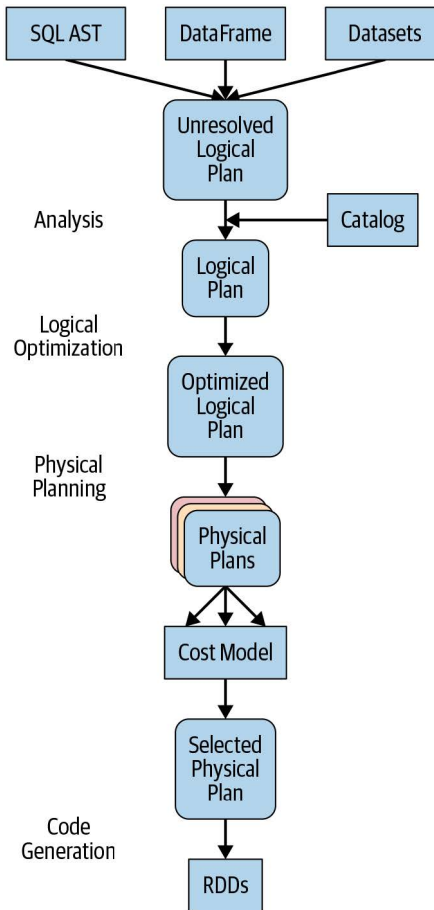 SQL AST
DataFrame
Datasets
Unresolved
Logical
Plan
Analysis
Catalog
Logical
Plan
Logical
Optimization
Optimized
Logical
Plan
Physical
Planning
Physical
Plans
Cost Model
Selected
Physical
Plan
Code
Generation
RDDs